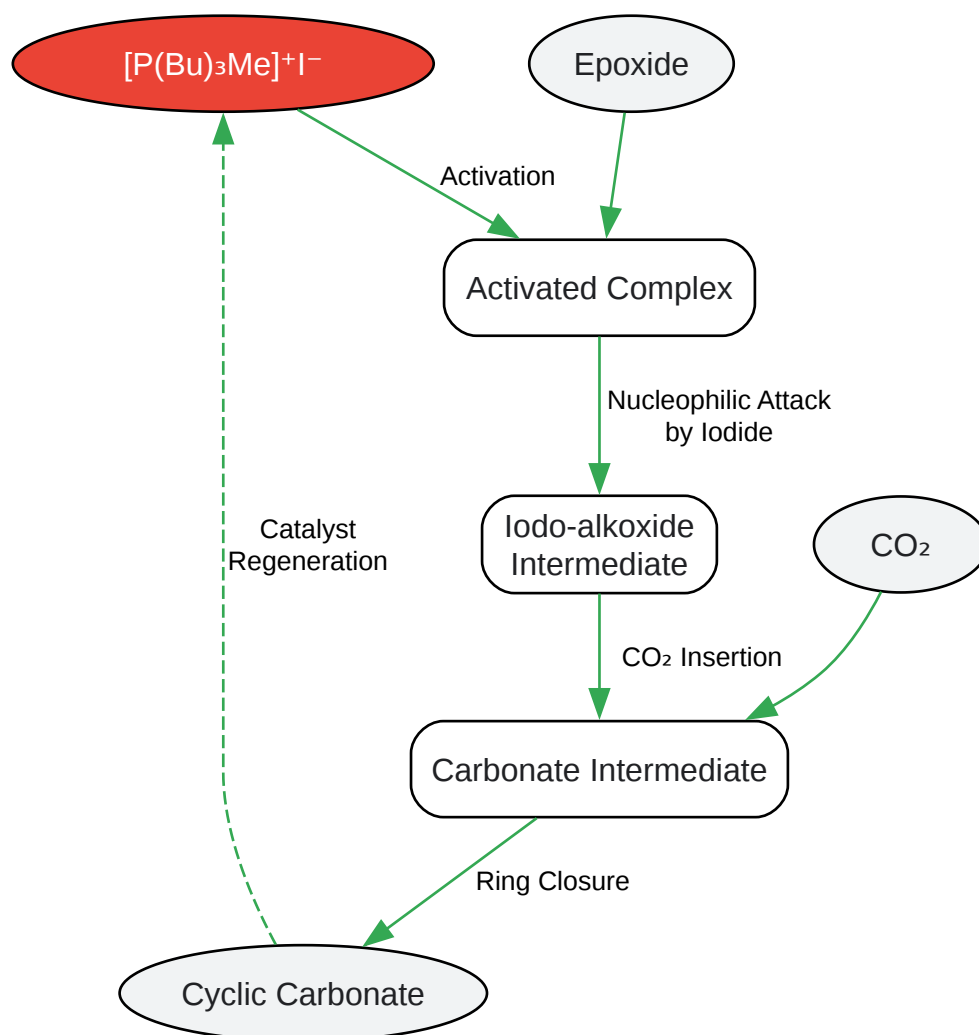 [P(Bu)₃Me]⁺I⁻
Epoxide
Activation
Activated Complex
Nucleophilic Attack
by Iodide
Iodo-alkoxide
Intermediate
CO₂
Catalyst
Regeneration
CO₂ Insertion
Carbonate Intermediate
Ring Closure
Cyclic Carbonate